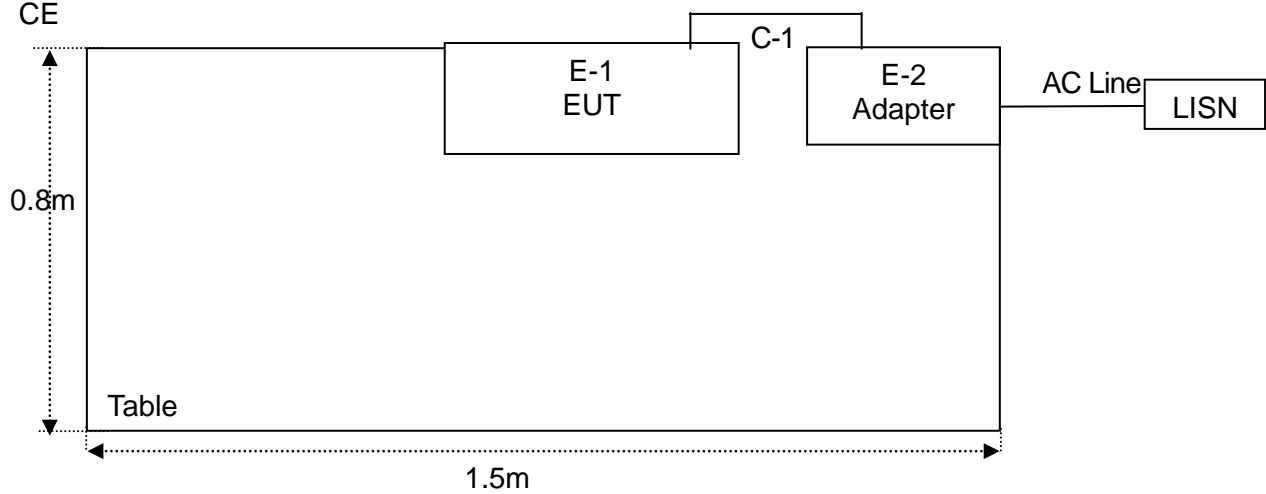 CE
C-1
E-1
EUT
E-2
Adapter
AC Line
LISN
0.8m
Table
1.5m